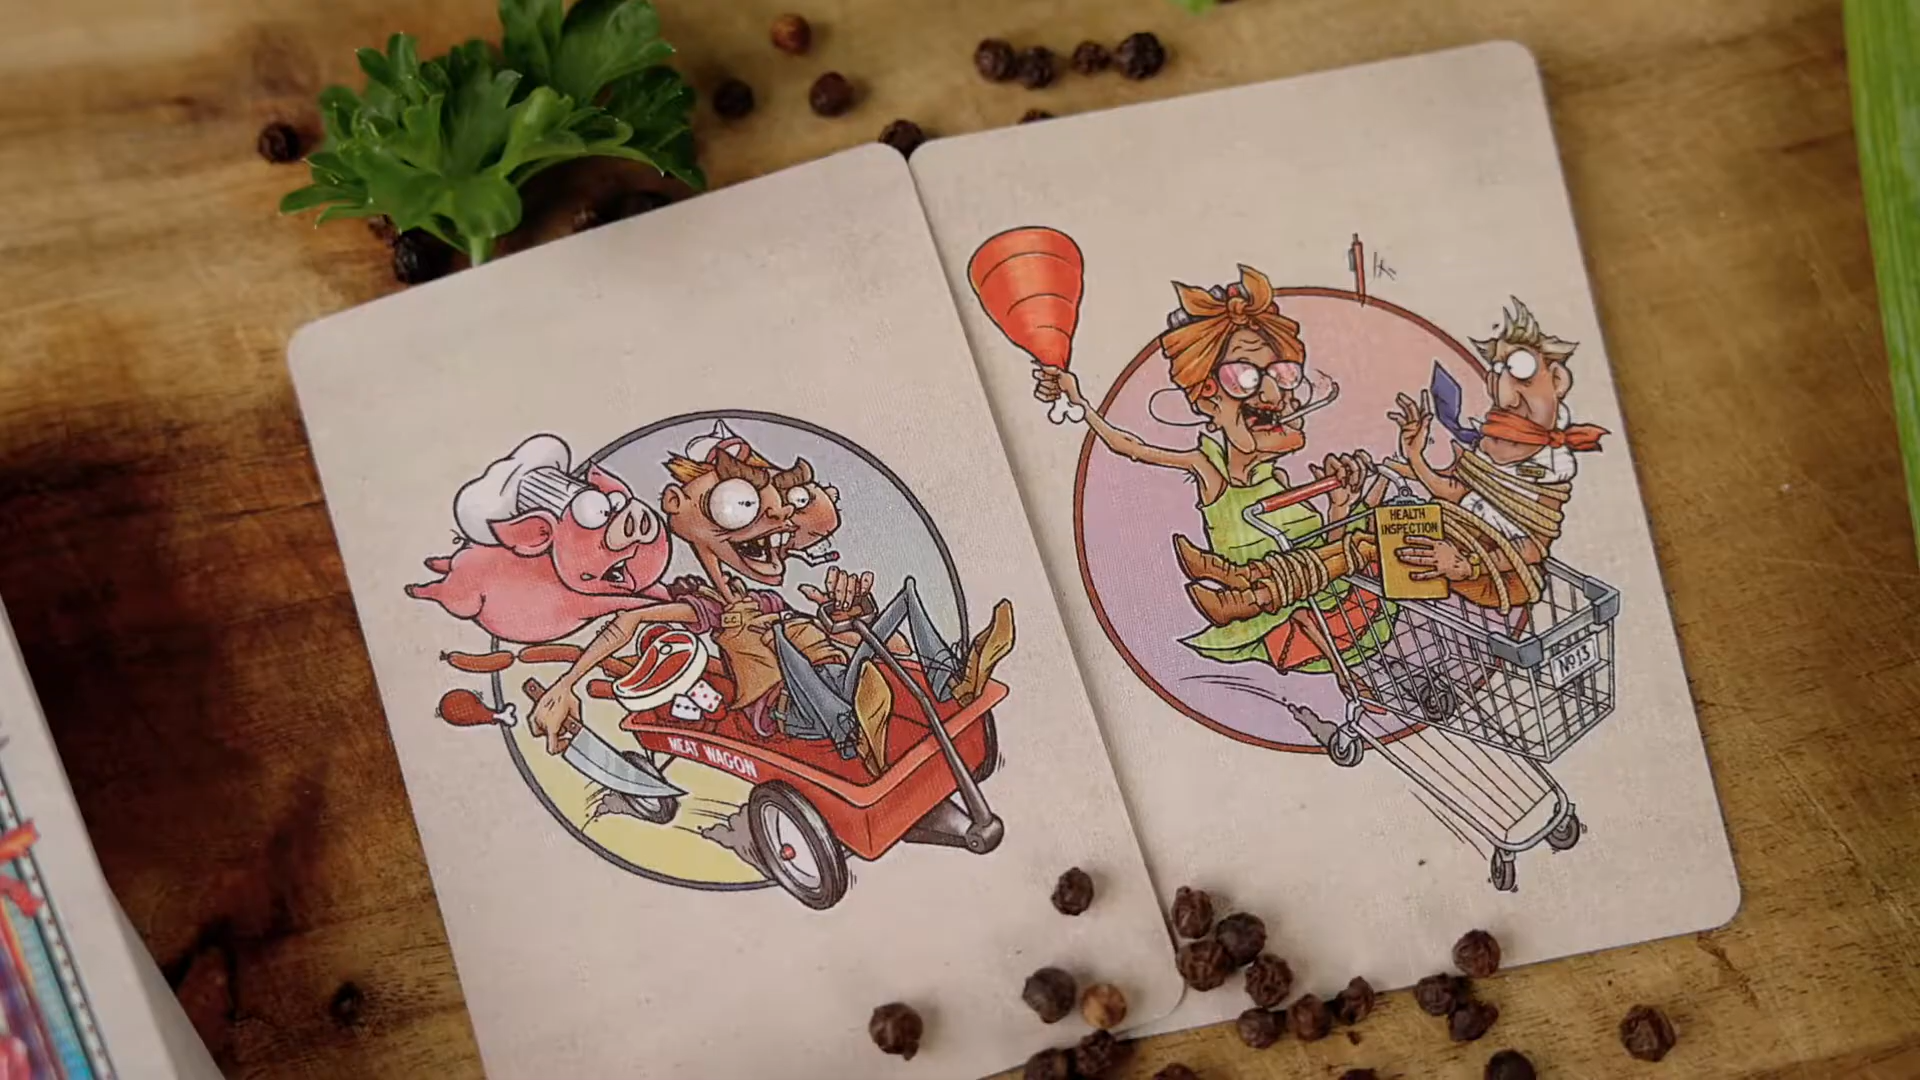 MEAT WAGON
HEALTH
INSPECTION
Nº13
C.C.